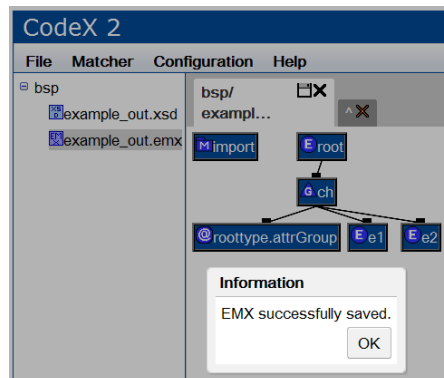 CodeX 2
File Matcher Configuration Help
bsp
example_out.xsd
example_out.emx
bsp/
exampl...
^
M import
E root
G ch
@ roottype.attrGroup
E e1
E e2
Information
EMX successfully saved.
OK